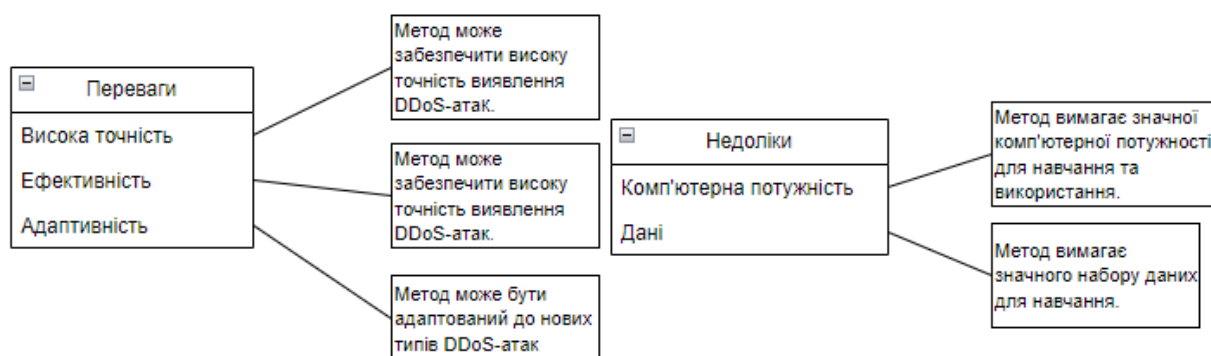 Переваги
Висока точність
Ефективність
Адаптивність
Метод може
забезпечити високу
точність виявлення
DDoS-атак.
Метод може
забезпечити високу
точність виявлення
DDoS-атак.
Метод може бути
адаптований до нових
типів DDoS-атак
Недоліки
Комп'ютерна потужність
Дані
Метод вимагає значної
комп'ютерної потужності
для навчання та
використання.
Метод вимагає
значного набору даних
для навчання.